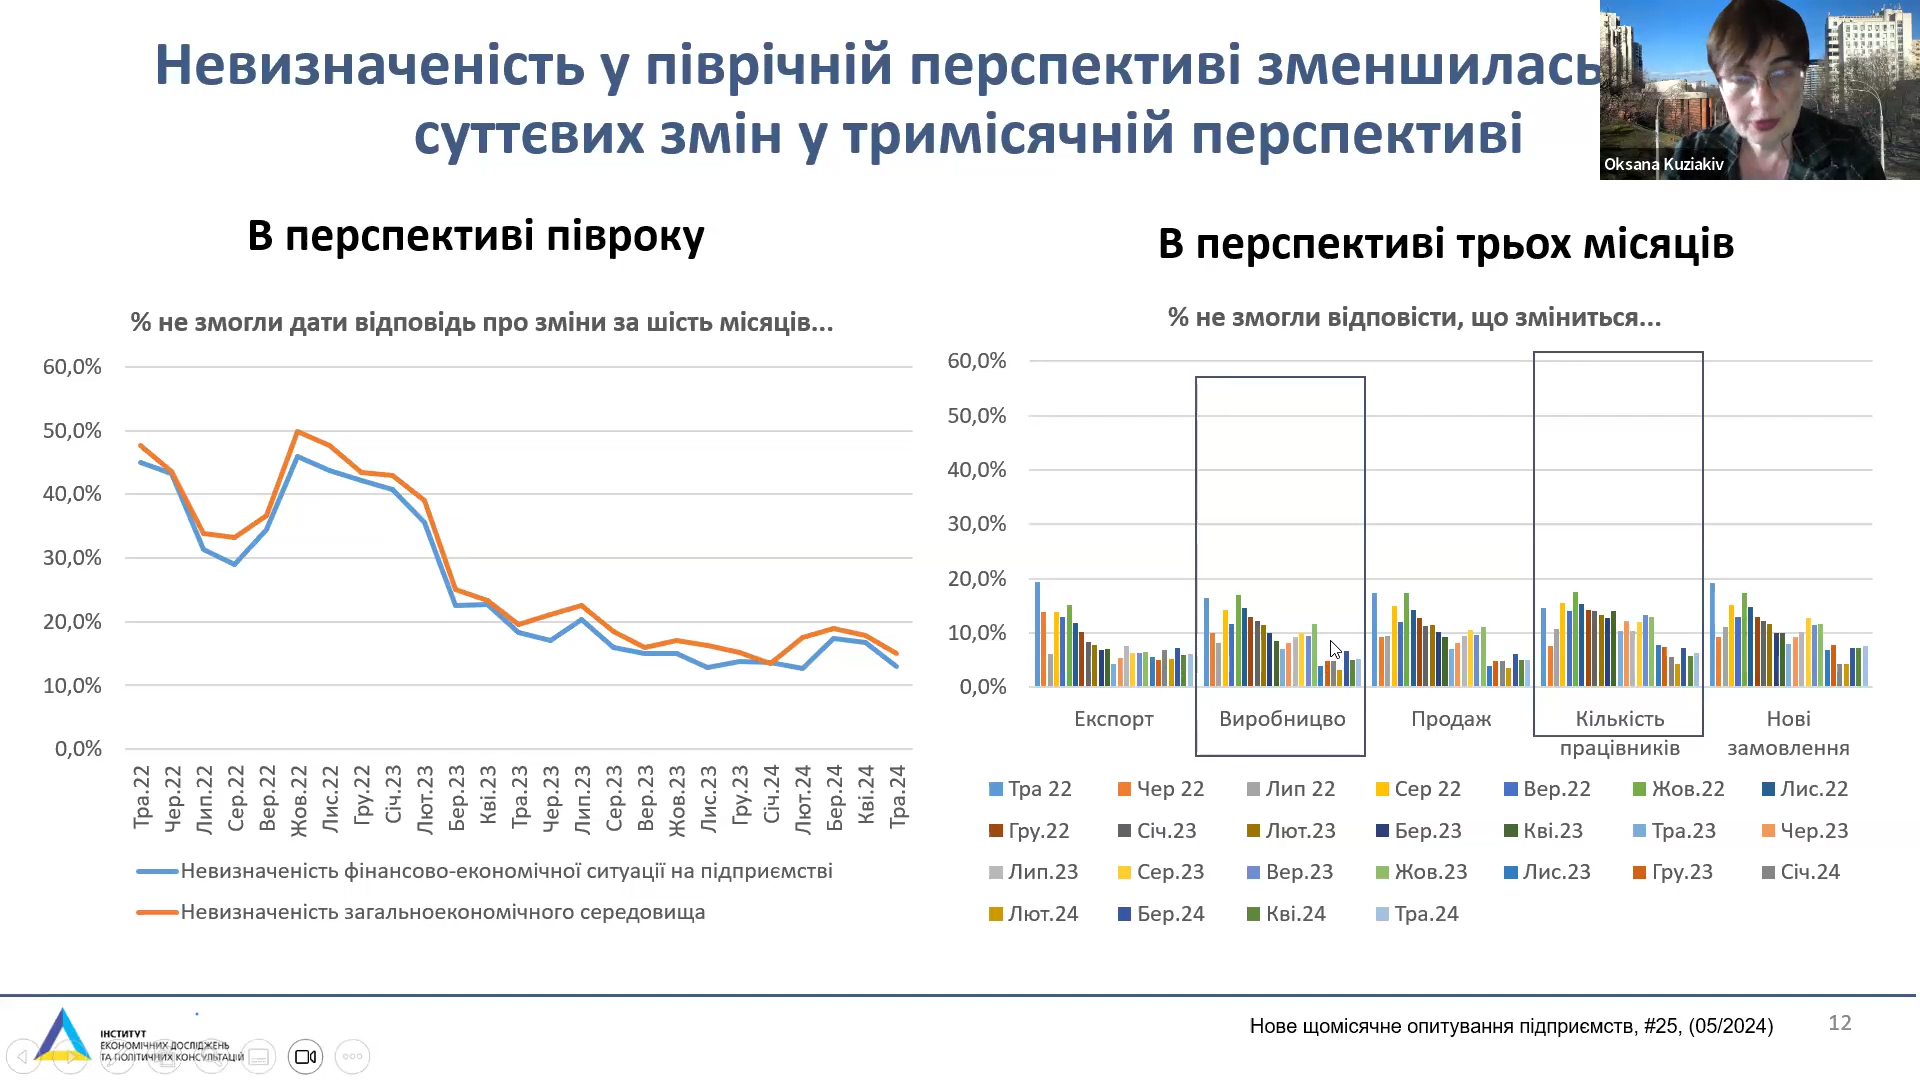 Невизначеність у піврічній перспективі зменшилась
суттєвих змін у тримісячній перспективі
Oksana Kuziakiv
В перспективі півроку
% не змогли дати відповідь про зміни за шість місяців...
60,0%
50,0%
40,0%
30,0%
20,0%
10,0%
0,0%
Тра.22
Чер.22
Лип.22
Сер.22
Вер.22
Жов.22
Лис.22
Гру.22
Січ.23
Лют.23
Бер.23
Кві.23
Тра.23
Чер.23
Лип.23
Сер.23
Вер.23
Жов.23
Лис.23
Гру.23
Січ.24
Лют.24
Бер.24
Кві.24
Тра.24
Невизначеність фінансово-економічної ситуації на підприємстві
Невизначеність загальноекономічного середовища
В перспективі трьох місяців
% не змогли відповісти, що зміниться...
60,0%
50,0%
40,0%
30,0%
20,0%
10,0%
0,0%
Експорт
Виробницво
Продаж
Кількість
працівників
Нові
замовлення
Тра 22 Чер 22 Лип 22 Сер 22 Вер.22 Жов.22 Лис.22
Гру.22 Січ.23 Лют.23 Бер.23 Кві.23 Тра.23 Чер.23
Лип.23 Сер.23 Вер.23 Жов.23 Лис.23 Гру.23 Січ.24
Лют.24 Бер.24 Кві.24 Тра.24
ІНСТИТУТ
ЕКОНОМІЧНИХ ДОСЛІДЖЕНЬ
ТА ПОЛІТИЧНИХ КОНСУЛЬТАЦІЙ
Нове щомісячне опитування підприємств, #25, (05/2024)
12